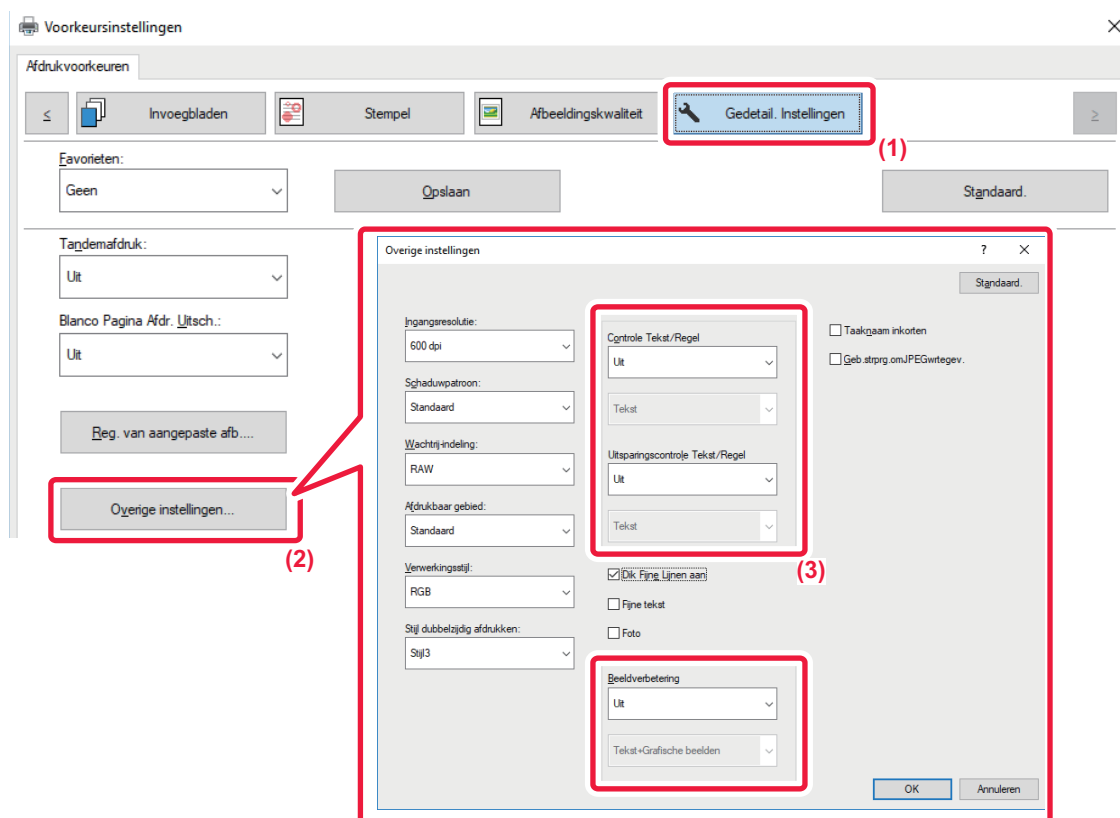 Voorkeursinstellingen
Afdrukvoorkeuren
≤ Invoegbladen Stempel Afbeeldingskwaliteit Gedetail. Instellingen ≥
(1)
Favorieten:
Geen Opslaan Standaard.
Tandemafdruk:
Uit
Blanco Pagina Afdr. Uitsch.:
Uit
Reg. van aangepaste afb....
Overige instellingen...
(2)
Overige instellingen ?
Standaard.
Ingangsresolutie:
600 dpi
Schaduwpatroon:
Standaard
Wachtrij-indeling:
RAW
Afdrukbaar gebied:
Standaard
Verwerkingsstijl:
RGB
Stijl dubbelzijdig afdrukken:
Stijl3
Controle Tekst/Regel
Uit
Tekst
Uitsparingscontrole Tekst/Regel
Uit
Tekst
(3)
Dik Fijne Lijnen aan
Fijne tekst
Foto
Beeldverbetering
Uit
Tekst+Grafische beelden
Taaknaam inkorten
Geb.strprg.omJPEGwrtegev.
OK Annuleren